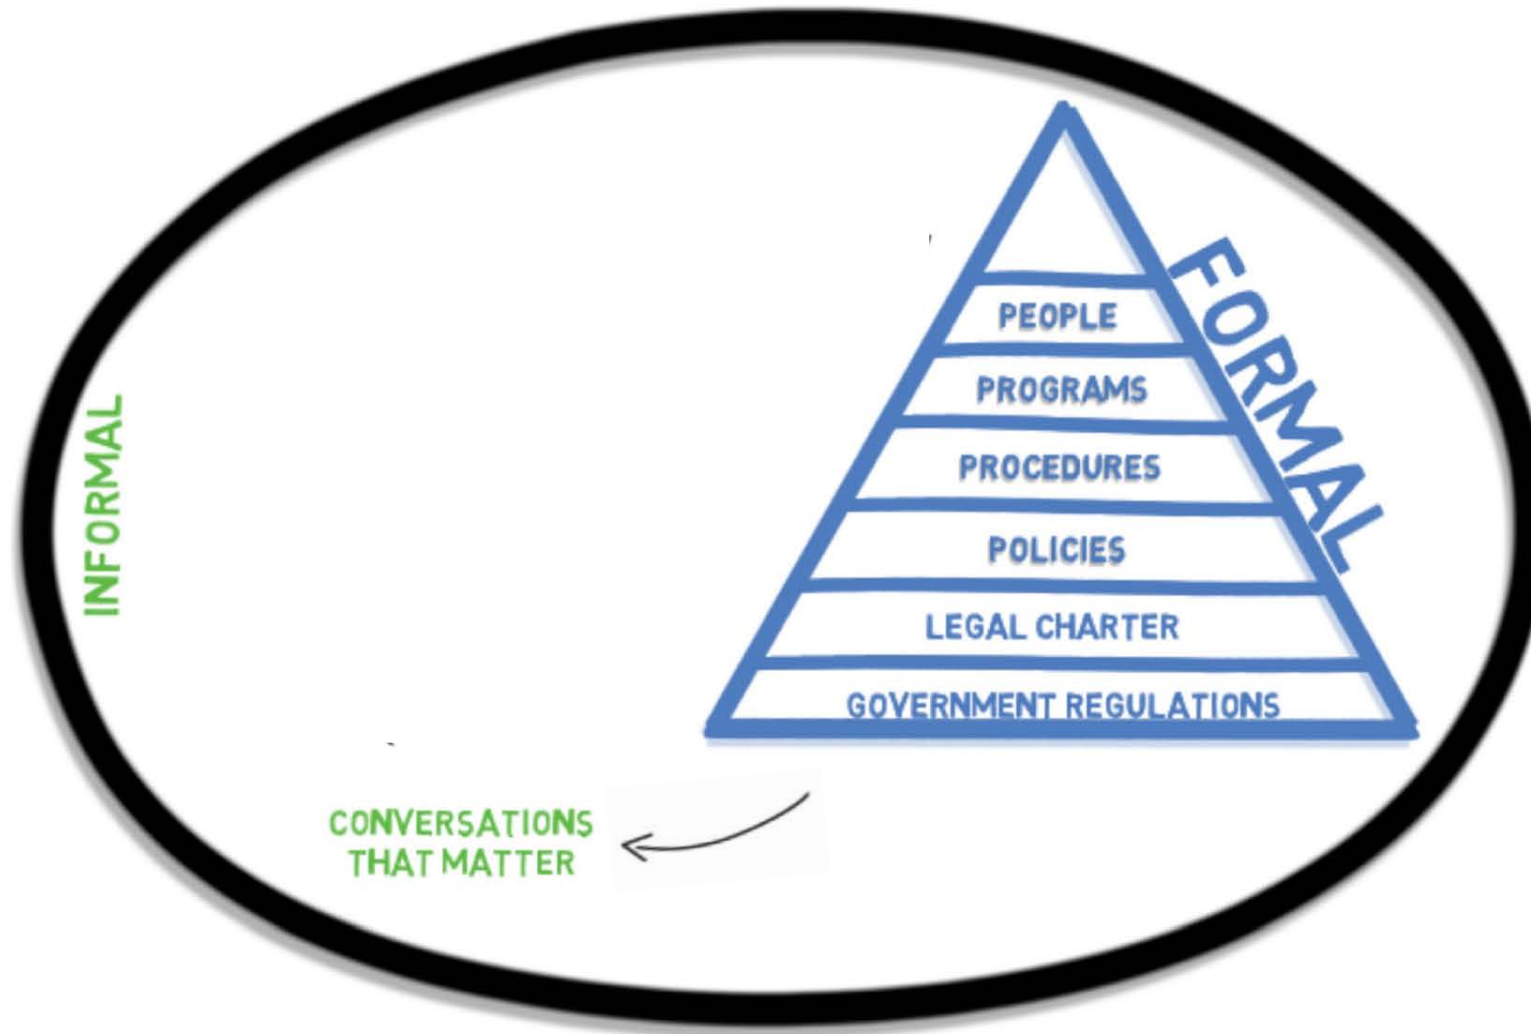 FORMAL
PEOPLE
PROGRAMS
PROCEDURES
POLICIES
LEGAL CHARTER
GOVERNMENT REGULATIONS
INFORMAL
CONVERSATIONS
THAT MATTER